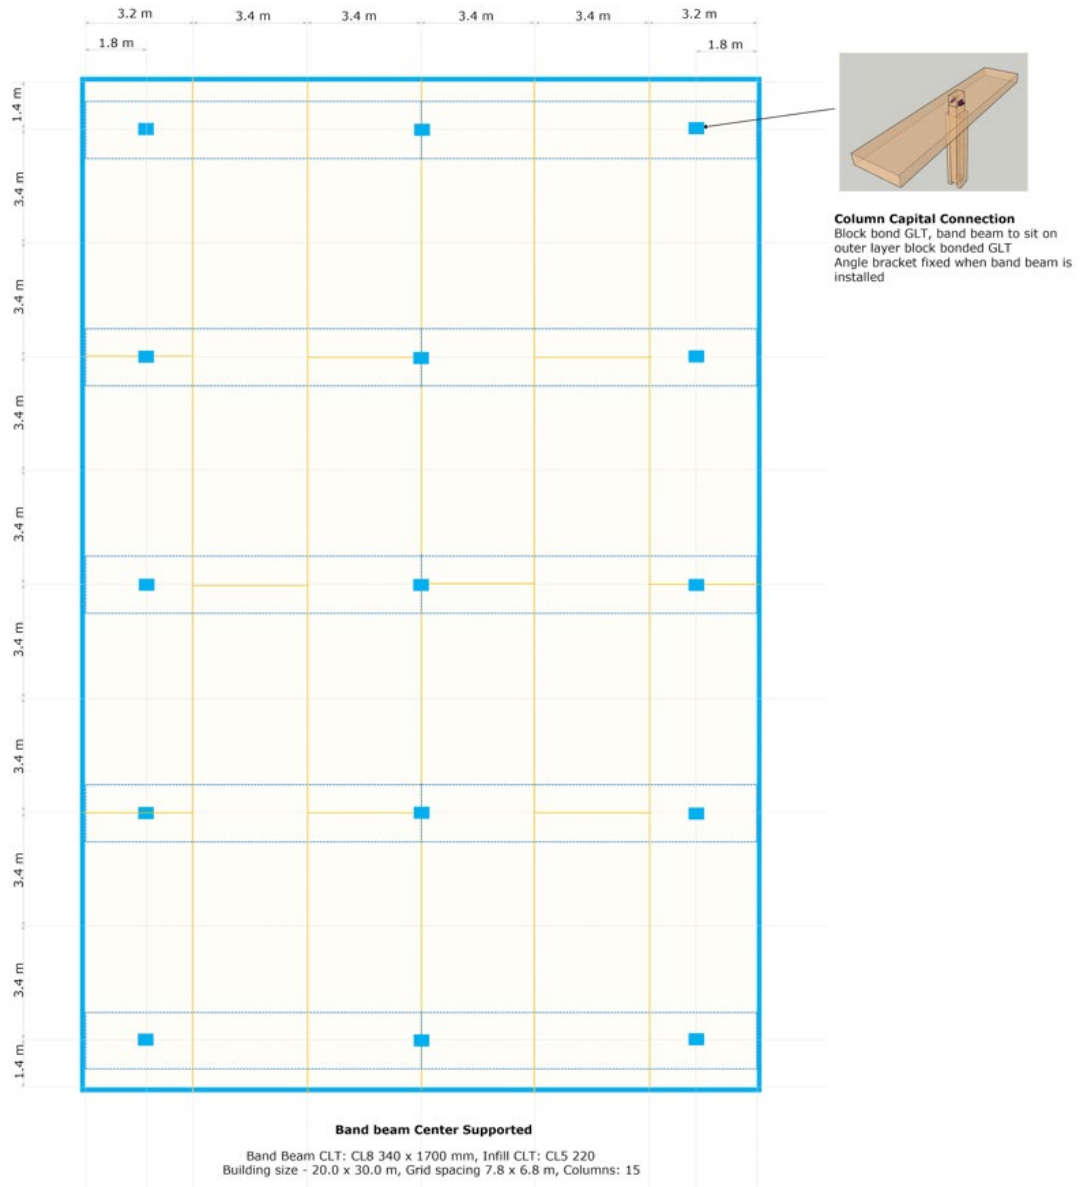 3.2 m
3.4 m
3.4 m
3.4 m
3.4 m
3.2 m
1.8 m
1.8 m
1.4 m
3.4 m
3.4 m
3.4 m
3.4 m
3.4 m
3.4 m
3.4 m
3.4 m
1.4 m
Column Capital Connection
Block bond GLT, band beam to sit on
outer layer block bonded GLT
Angle bracket fixed when band beam is
installed
Band beam Center Supported
Band Beam CLT: CL8 340 x 1700 mm, Infill CLT: CL5 220
Building size - 20.0 x 30.0 m, Grid spacing 7.8 x 6.8 m, Columns: 15